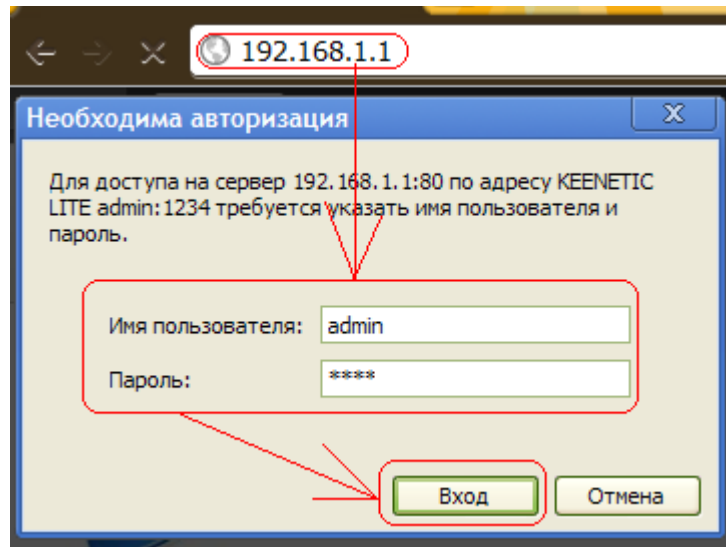 192.168.1.1
Необходима авторизация
Для доступа на сервер 192.168.1.1:80 по адресу KEENETIC
LITE admin:1234 требуется указать имя пользователя и
пароль.
Имя пользователя: admin
Пароль: ****
Вход Отмена